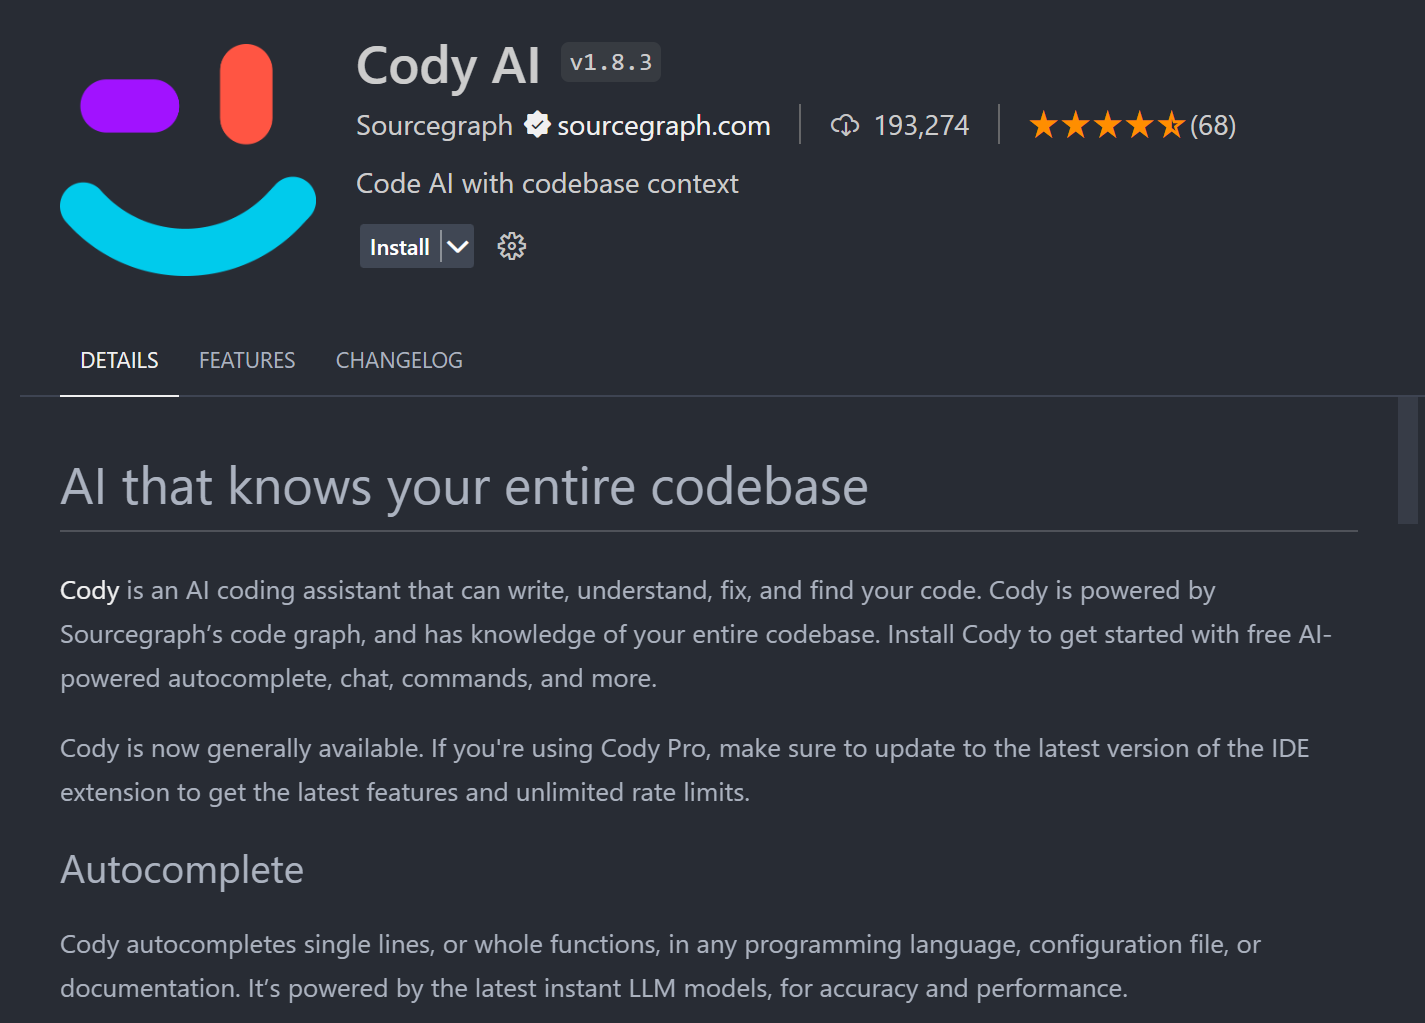 Cody AI v1.8.3
Sourcegraph sourcegraph.com 193,274 (68)
Code AI with codebase context
Install
DETAILS FEATURES CHANGELOG
AI that knows your entire codebase
Cody is an AI coding assistant that can write, understand, fix, and find your code. Cody is powered by
Sourcegraph’s code graph, and has knowledge of your entire codebase. Install Cody to get started with free AI-
powered autocomplete, chat, commands, and more.
Cody is now generally available. If you're using Cody Pro, make sure to update to the latest version of the IDE
extension to get the latest features and unlimited rate limits.
Autocomplete
Cody autocompletes single lines, or whole functions, in any programming language, configuration file, or
documentation. It’s powered by the latest instant LLM models, for accuracy and performance.